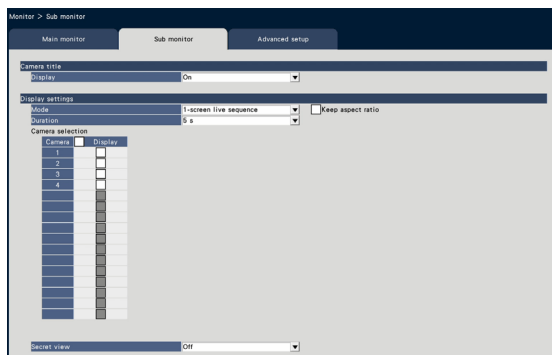 Monitor > Sub monitor
Main monitor Sub monitor Advanced setup
Camera title
Display On
Display settings
Mode 1-screen live sequence Keep aspect ratio
Duration 5 s
Camera selection
Camera Display
1
2
3
4
Secret view Off